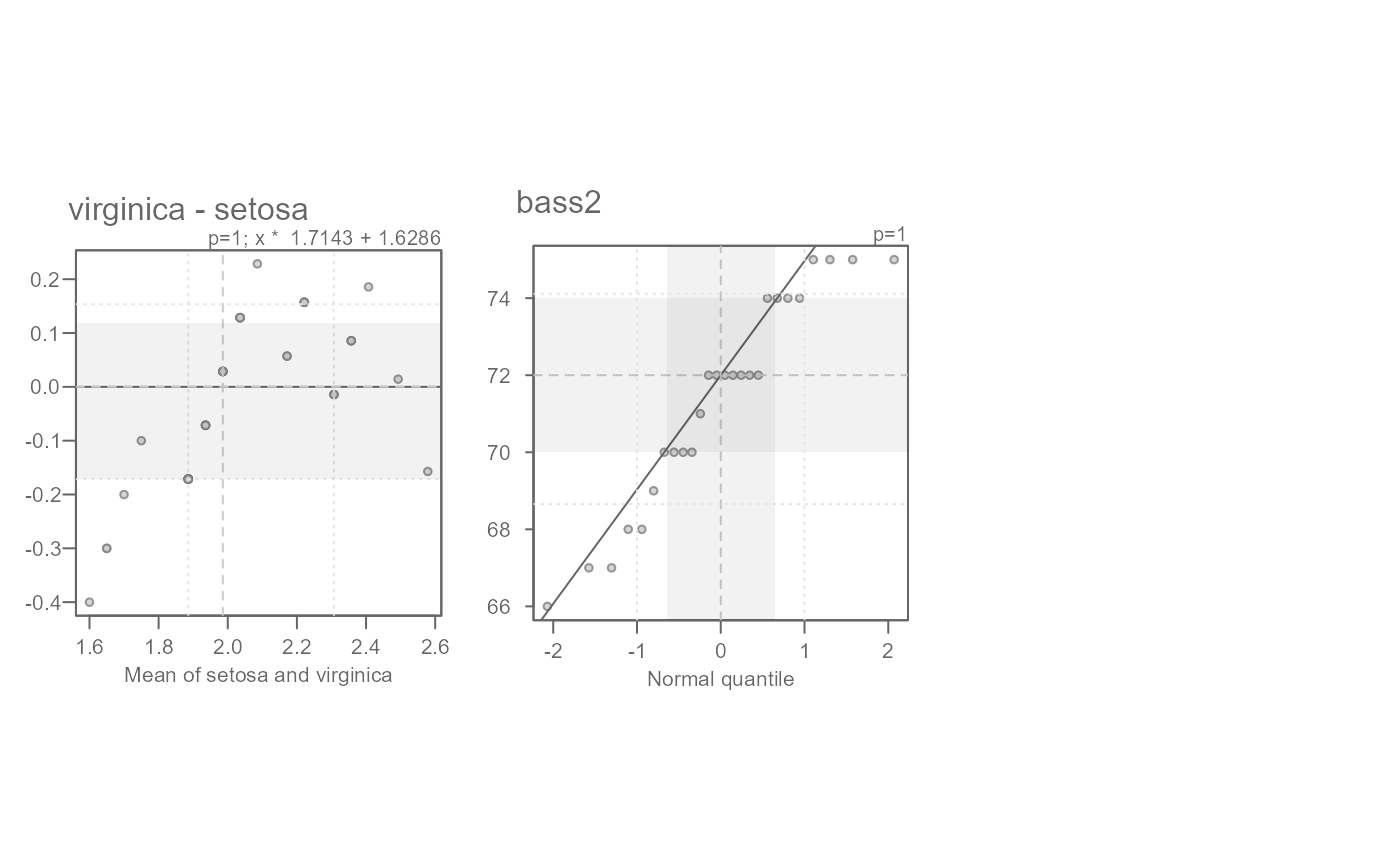 virginica - setosa
p=1; x * 1.7143 + 1.6286
0.2
0.1
0.0
-0.1
-0.2
-0.3
-0.4
1.6 1.8 2.0 2.2 2.4 2.6
Mean of setosa and virginica
bass2
p=1
74
72
70
68
66
-2 -1 0 1 2
Normal quantile